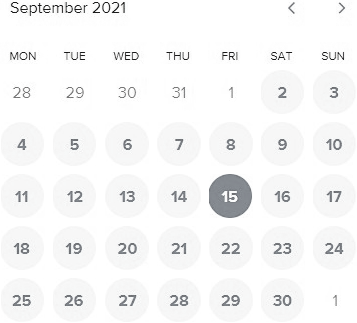 September 2021 < >
MON TUE WED THU FRI SAT SUN
28 29 30 31 1 2 3
4 5 6 7 8 9 10
11 12 13 14 15 16 17
18 19 20 21 22 23 24
25 26 27 28 29 30 1